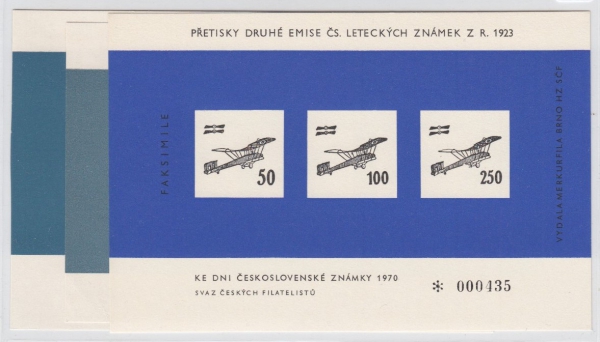 PŘETISKY DRUHÉ EMISE ČS. LETECKÝCH ZNÁMEK Z R. 1923
FAKSIMILE
50
100
250
VYDALA MERKURFILA BRNO HZ SČF
KE DNI ČESKOSLOVENSKÉ ZNÁMKY 1970
SVAZ ČESKÝCH FILATELISTŮ
* 000435